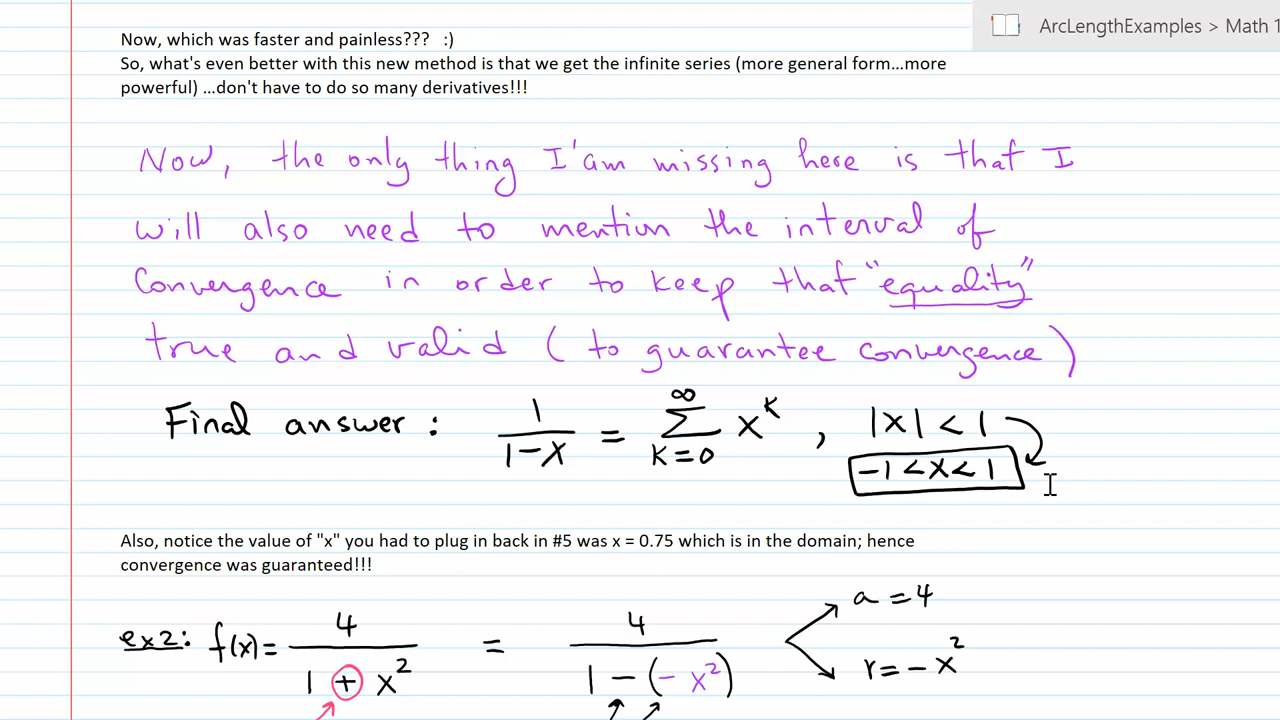 ArcLengthExamples > Math 1
Now, which was faster and painless??? :)
So, what's even better with this new method is that we get the infinite series (more general form...more
powerful) ...don't have to do so many derivatives!!!
Now, the only thing I'am missing here is that I
will also need to mention the interval of
Convergence in order to keep that "equality"
true and valid (to guarantee convergence)
Final answer: 1/(1-x) = ∞ Σ K=0 x^k , |x| < 1
-1 < x < 1
Also, notice the value of "x" you had to plug in back in #5 was x = 0.75 which is in the domain; hence
convergence was guaranteed!!!
ex2: f(x) = 4/(1 + x²) = 4/(1 - (-x²))
a = 4
r = -x²